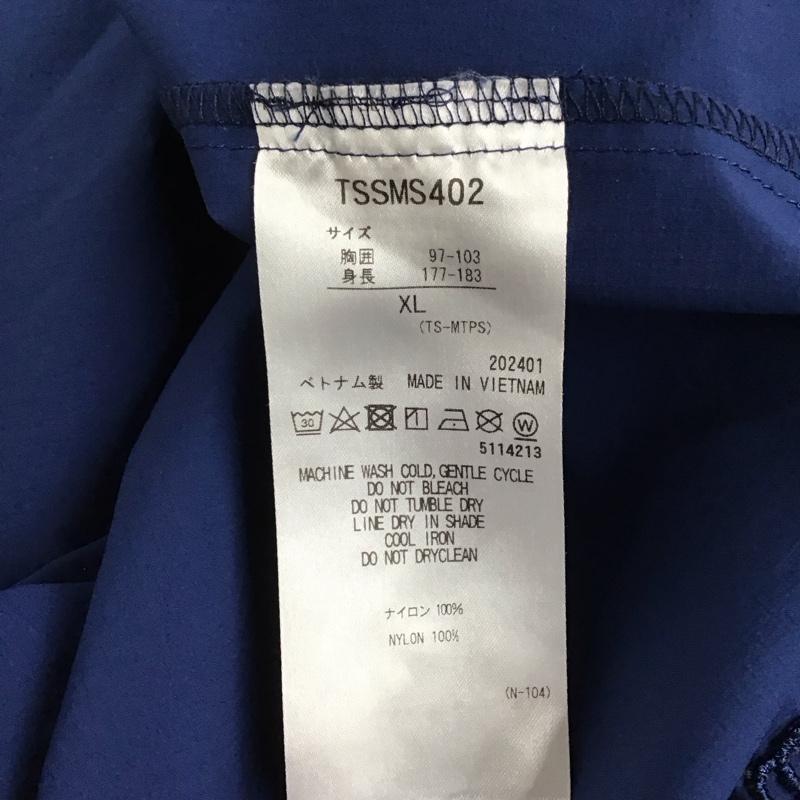 TSSMS402
サイズ
胸囲 97-103
身長 177-183
XL
(TS-MTPS)
202401
ベトナム製 MADE IN VIETNAM
30 W
5114213
MACHINE WASH COLD, GENTLE CYCLE
DO NOT BLEACH
DO NOT TUMBLE DRY
LINE DRY IN SHADE
COOL IRON
DO NOT DRYCLEAN
ナイロン 100%
NYLON 100%
(N-104)